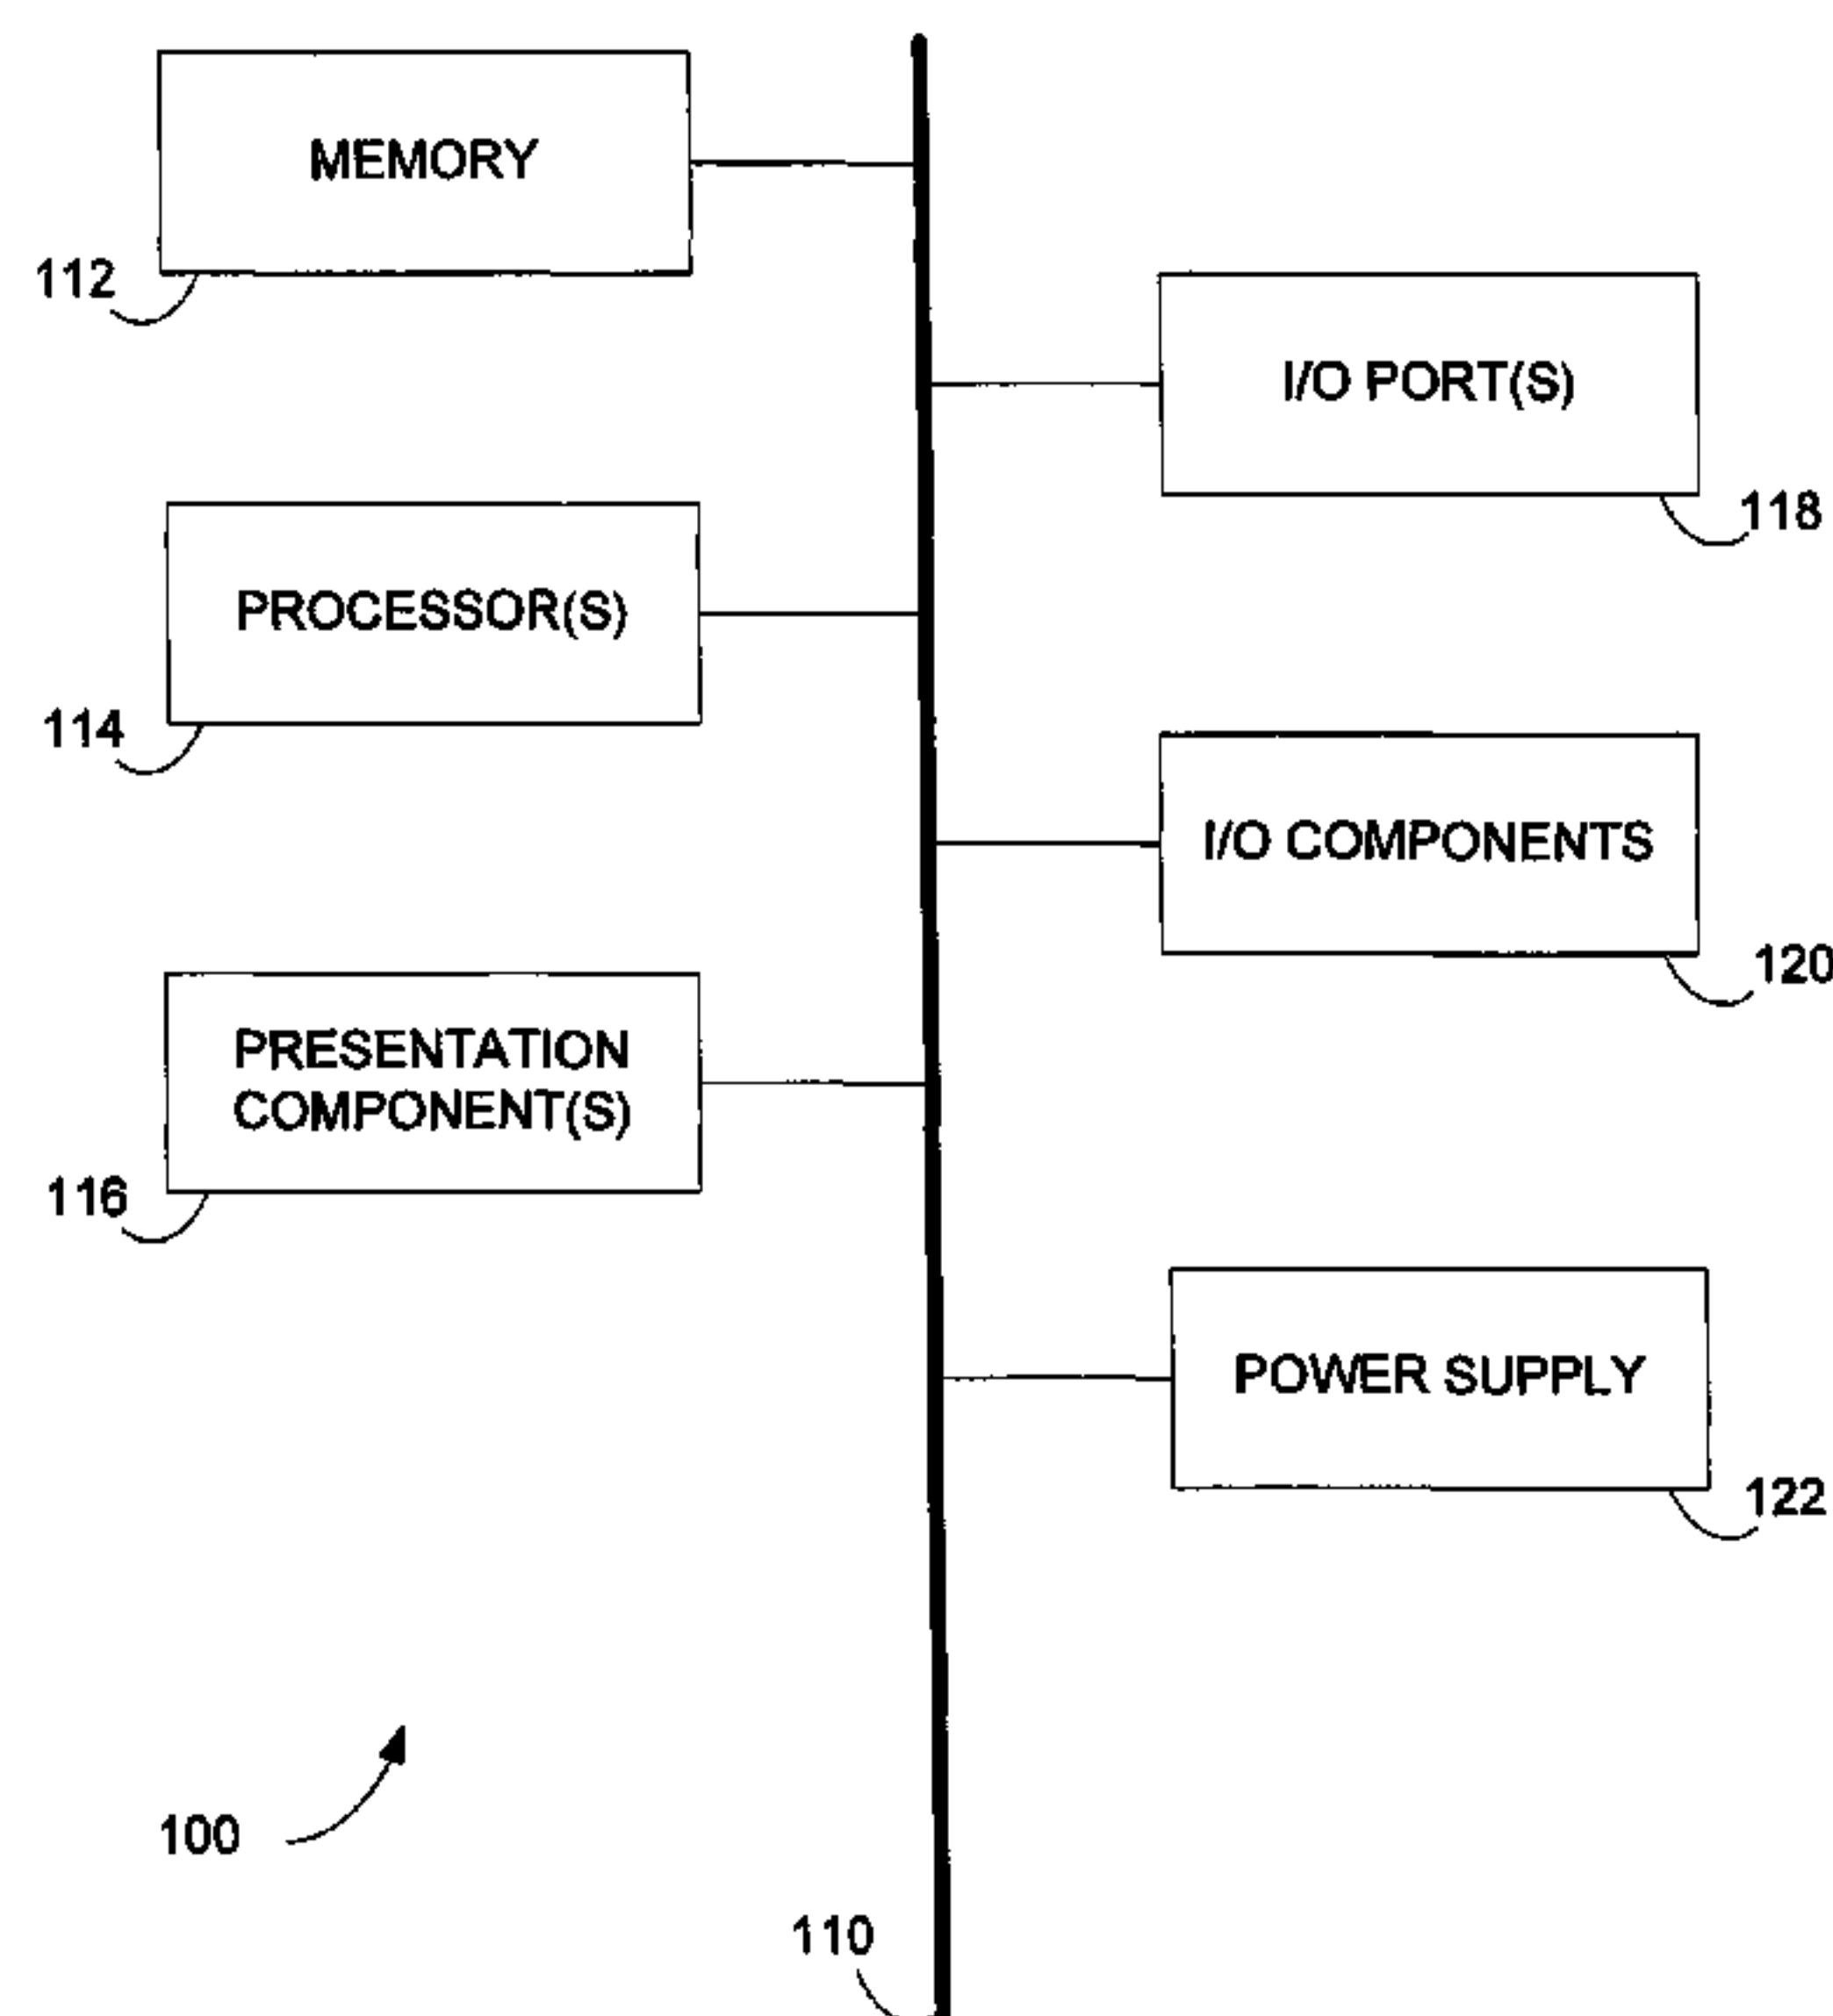 MEMORY
112
I/O PORT(S)
118
PROCESSOR(S)
114
I/O COMPONENTS
120
PRESENTATION
COMPONENT(S)
116
POWER SUPPLY
122
100
110